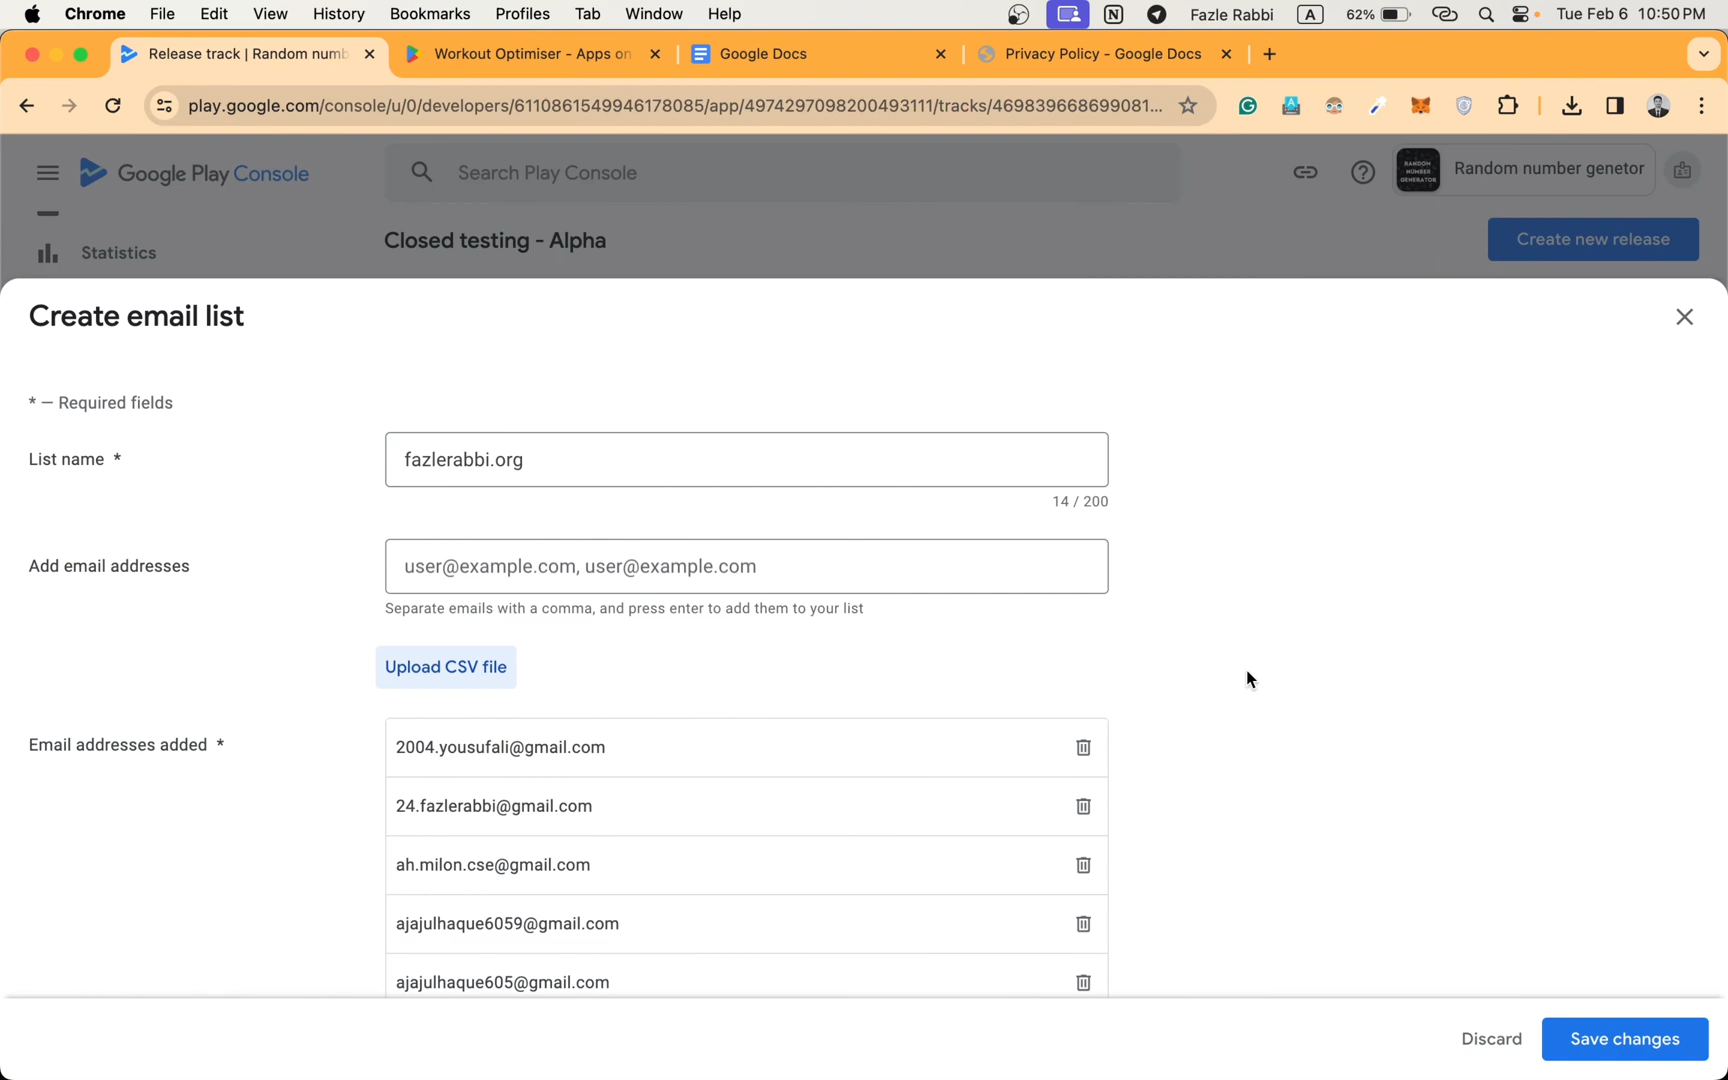 Chrome File Edit View History Bookmarks Profiles Tab Window Help Fazle Rabbi A 62% Tue Feb 6 10:50 PM
Release track | Random numb Workout Optimiser - Apps on Google Docs Privacy Policy - Google Docs
play.google.com/console/u/0/developers/6110861549946178085/app/4974297098200493111/tracks/469839668699081...
Google Play Console Search Play Console RANDOM NUMBER GENERATOR Random number genetor
Statistics Closed testing - Alpha Create new release
Create email list
* — Required fields
List name * fazlerabbi.org
14 / 200
Add email addresses user@example.com, user@example.com
Separate emails with a comma, and press enter to add them to your list
Upload CSV file
Email addresses added * 2004.yousufali@gmail.com
24.fazlerabbi@gmail.com
ah.milon.cse@gmail.com
ajajulhaque6059@gmail.com
ajajulhaque605@gmail.com
Discard Save changes